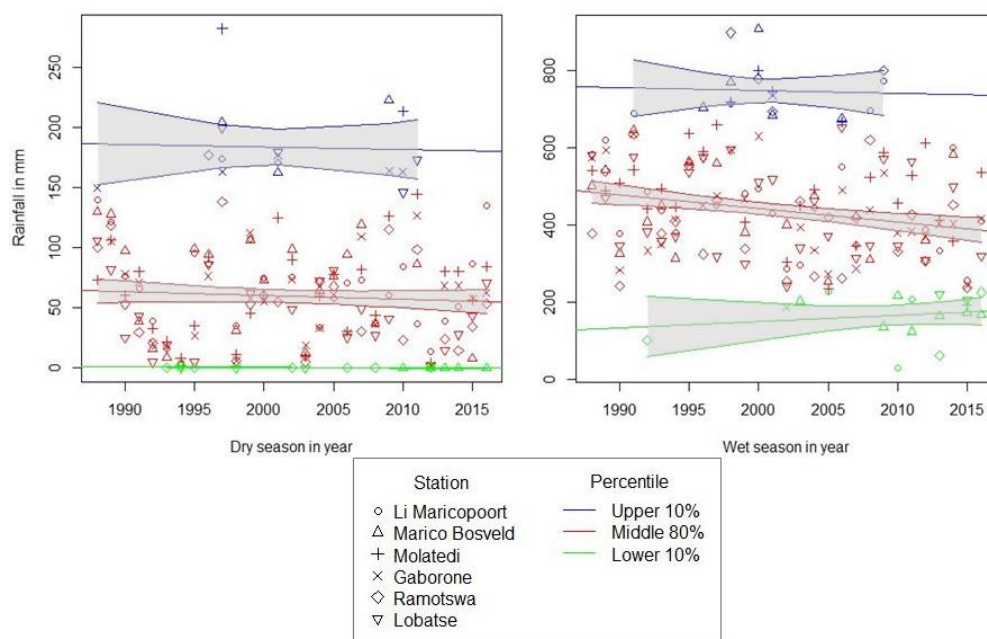 Rainfall in mm
250
200
150
100
50
0
1990 1995 2000 2005 2010 2015
Dry season in year
800
600
400
200
0
1990 1995 2000 2005 2010 2015
Wet season in year
Station
Li Maricopoort
Marico Bosveld
Molatedi
Gaborone
Ramotswa
Lobatse
Percentile
Upper 10%
Middle 80%
Lower 10%